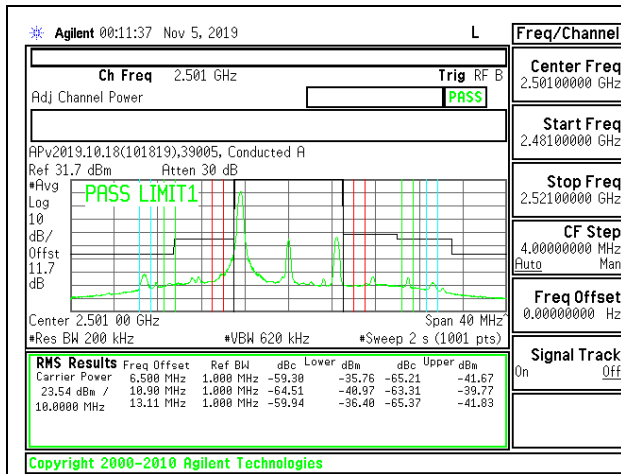 Agilent 00:11:37 Nov 5, 2019 L
Ch Freq 2.501 GHz Trig RF B
Adj Channel Power PASS
APv2019.10.18(101819),39005, Conducted A
Ref 31.7 dBm Atten 30 dB
#Avg
Log
10
dB/
Offst
11.7
dB
PASS LIMIT1
Center 2.501 00 GHz Span 40 MHz^
#Res BW 200 kHz #VBW 620 kHz #Sweep 2 s (1001 pts)
RMS Results Freq Offset Ref BW dBc Lower dBm dBc Upper dBm
Carrier Power 6.500 MHz 1.000 MHz -59.30 -35.76 -65.21 -41.67
23.54 dBm / 10.90 MHz 1.000 MHz -64.51 -40.97 -63.31 -39.77
10.0000 MHz 13.11 MHz 1.000 MHz -59.94 -36.40 -65.37 -41.83
Copyright 2000-2010 Agilent Technologies
Freq/Channel
Center Freq
2.50100000 GHz
Start Freq
2.48100000 GHz
Stop Freq
2.52100000 GHz
CF Step
4.00000000 MHz
Auto Man
Freq Offset
0.00000000 Hz
Signal Track
On Off